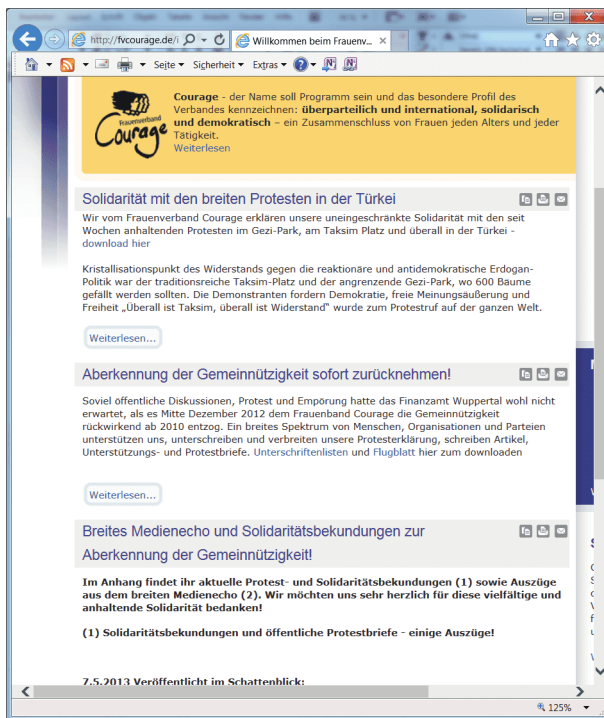 http://fvcourage.de/i
Willkommen beim Frauenv...
Seite
Sicherheit
Extras
Frauenverband
Courage
Courage - der Name soll Programm sein und das besondere Profil des
Verbandes kennzeichnen: überparteilich und international, solidarisch
und demokratisch – ein Zusammenschluss von Frauen jeden Alters und jeder
Tätigkeit.
Weiterlesen
Solidarität mit den breiten Protesten in der Türkei
Wir vom Frauenverband Courage erklären unsere uneingeschränkte Solidarität mit den seit
Wochen anhaltenden Protesten im Gezi-Park, am Taksim Platz und überall in der Türkei -
download hier
Kristallisationspunkt des Widerstands gegen die reaktionäre und antidemokratische Erdogan-
Politik war der traditionsreiche Taksim-Platz und der angrenzende Gezi-Park, wo 600 Bäume
gefällt werden sollten. Die Demonstranten fordern Demokratie, freie Meinungsäußerung und
Freiheit „Überall ist Taksim, überall ist Widerstand" wurde zum Protestruf auf der ganzen Welt.
Weiterlesen...
Aberkennung der Gemeinnützigkeit sofort zurücknehmen!
Soviel öffentliche Diskussionen, Protest und Empörung hatte das Finanzamt Wuppertal wohl nicht
erwartet, als es Mitte Dezember 2012 dem Frauenband Courage die Gemeinnützigkeit
rückwirkend ab 2010 entzog. Ein breites Spektrum von Menschen, Organisationen und Parteien
unterstützen uns, unterschreiben und verbreiten unsere Protesterklärung, schreiben Artikel,
Unterstützungs- und Protestbriefe. Unterschriftenlisten und Flugblatt hier zum downloaden
Weiterlesen...
Breites Medienecho und Solidaritätsbekundungen zur
Aberkennung der Gemeinnützigkeit!
Im Anhang findet ihr aktuelle Protest- und Solidaritätsbekundungen (1) sowie Auszüge
aus dem breiten Medienecho (2). Wir möchten uns sehr herzlich für diese vielfältige und
anhaltende Solidarität bedanken!
(1) Solidaritätsbekundungen und öffentliche Protestbriefe - einige Auszüge!
7.5.2013 Veröffentlicht im Schattenblick:
125%